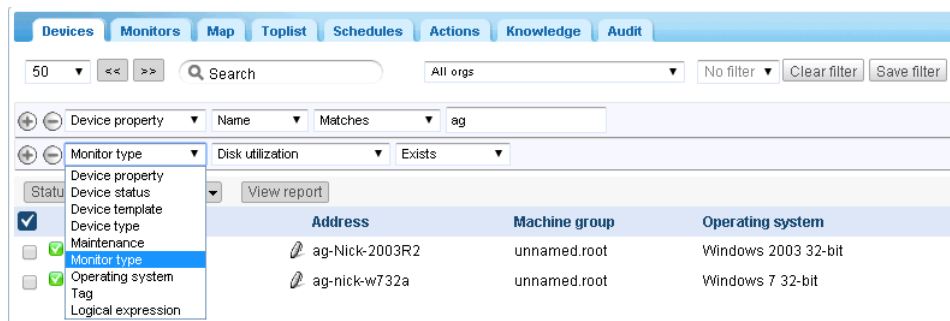 Devices Monitors Map Toplist Schedules Actions Knowledge Audit
50 << >> Search All orgs No filter Clear filter Save filter
Device property Name Matches ag
Monitor type Disk utilization Exists
Device property
Statu View report
Device status
Device template
Device type
Maintenance
Monitor type
Operating system
Tag
Logical expression
Address Machine group Operating system
ag-Nick-2003R2 unnamed.root Windows 2003 32-bit
ag-nick-w732a unnamed.root Windows 7 32-bit